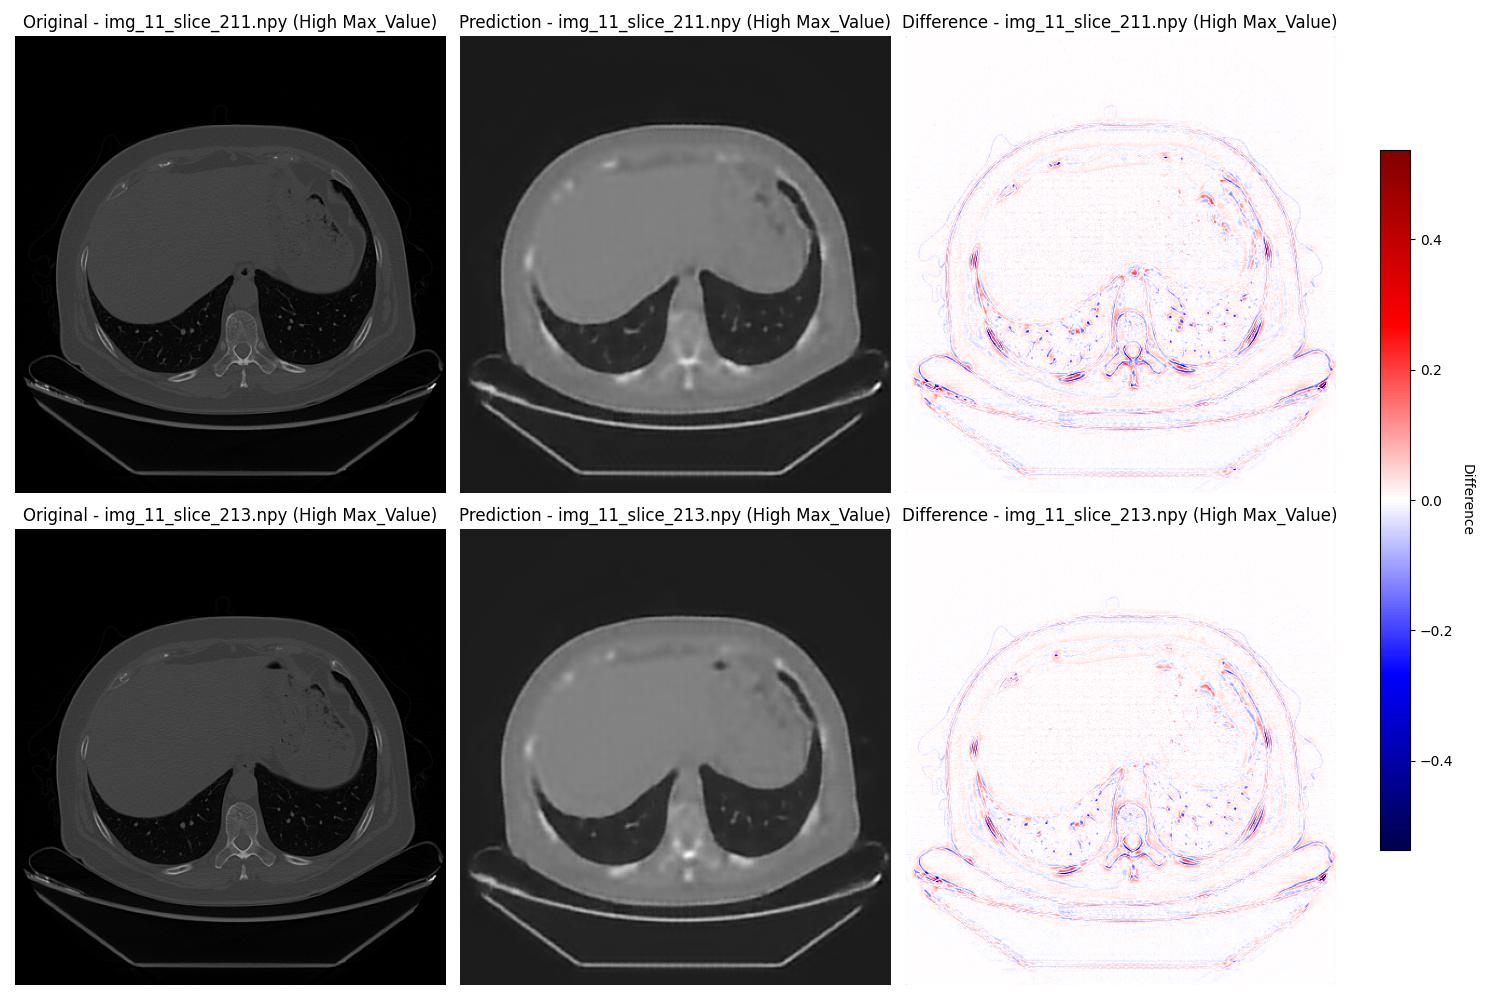 Original - img_11_slice_211.npy (High Max_Value)
Prediction - img_11_slice_211.npy (High Max_Value)
Difference - img_11_slice_211.npy (High Max_Value)
Original - img_11_slice_213.npy (High Max_Value)
Prediction - img_11_slice_213.npy (High Max_Value)
Difference - img_11_slice_213.npy (High Max_Value)
0.4
0.2
0.0
−0.2
−0.4
Difference